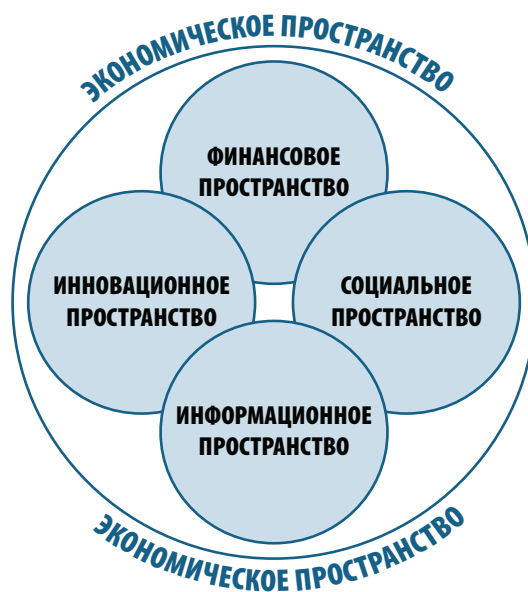 ЭКОНОМИЧЕСКОЕ ПРОСТРАНСТВО
ФИНАНСОВОЕ
ПРОСТРАНСТВО
ИННОВАЦИОННОЕ
ПРОСТРАНСТВО
СОЦИАЛЬНОЕ
ПРОСТРАНСТВО
ИНФОРМАЦИОННОЕ
ПРОСТРАНСТВО
ЭКОНОМИЧЕСКОЕ ПРОСТРАНСТВО